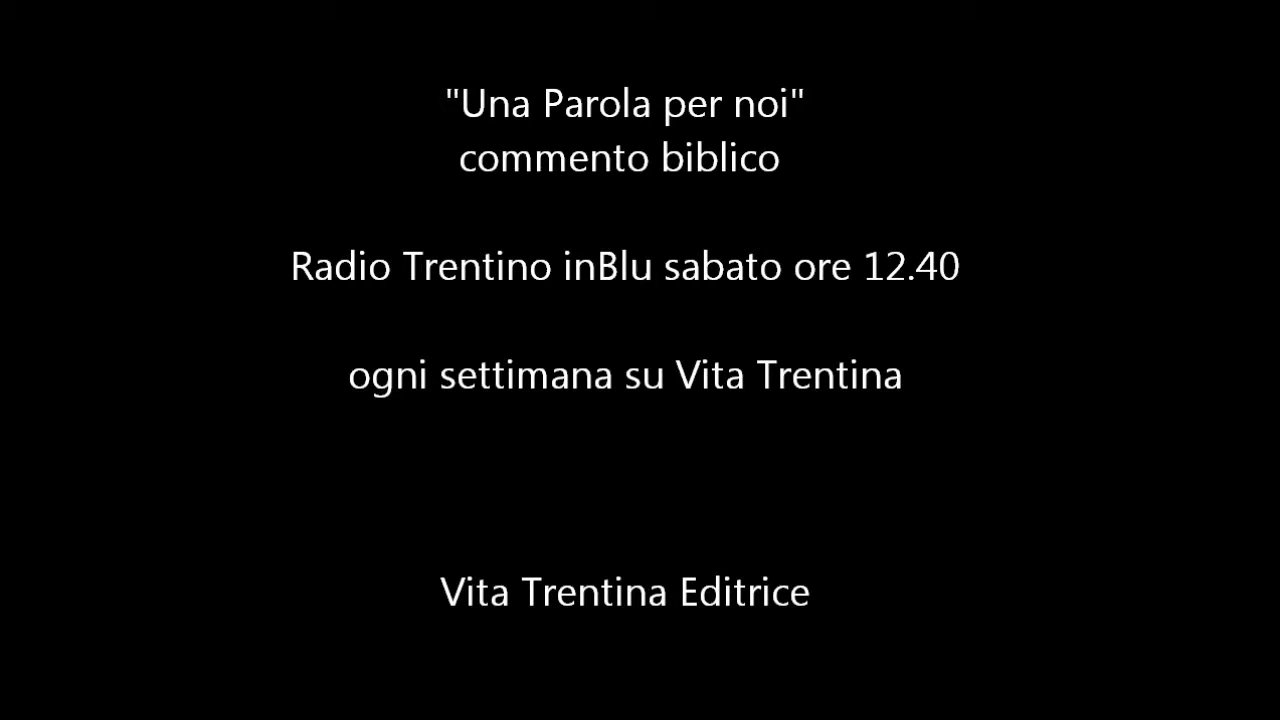 "Una Parola per noi"
commento biblico
Radio Trentino inBlu sabato ore 12.40
ogni settimana su Vita Trentina
Vita Trentina Editrice